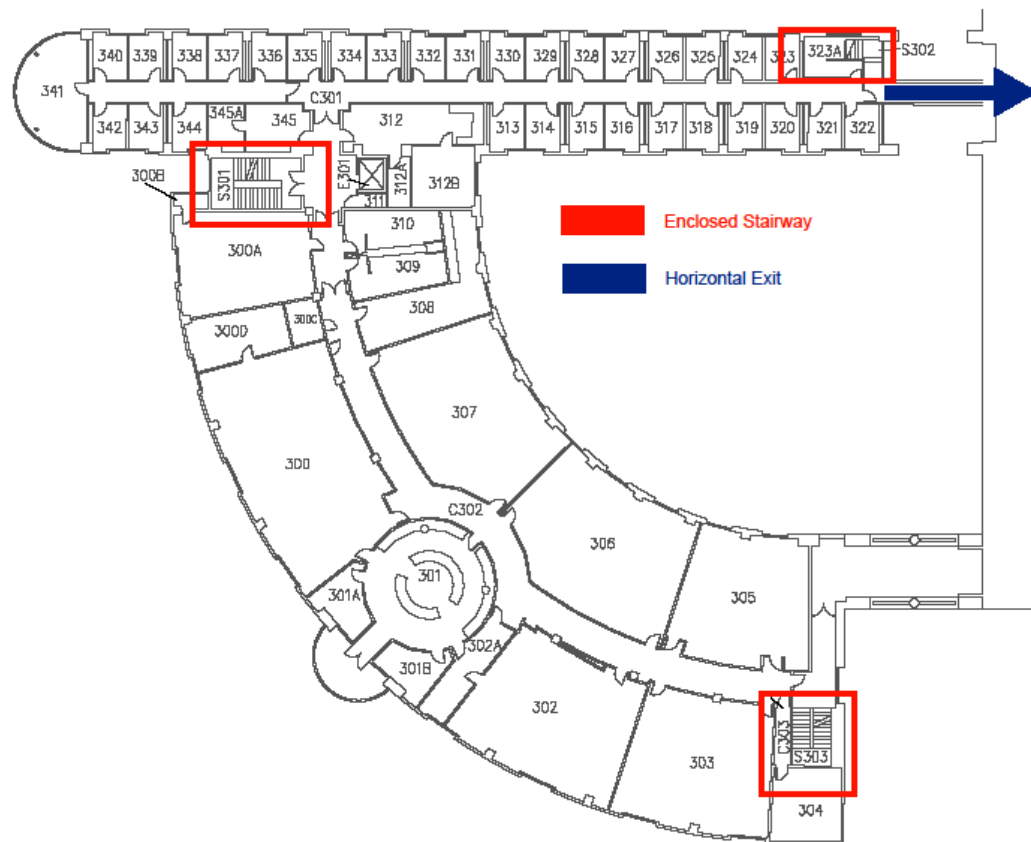 340 339 338 337 336 335 334 333 332 331 330 329 328 327 326 325 324 323 323A S302
341
C301
342 343 344 345A 345 312 313 314 315 316 317 318 319 320 321 322
300B S301 E301 312A 312B
311
300A 310
Enclosed Stairway
309
Horizontal Exit
300D 300C 308
307
300
C302
306
301
301A 305
302A
301B
302
C303
303 S303
304